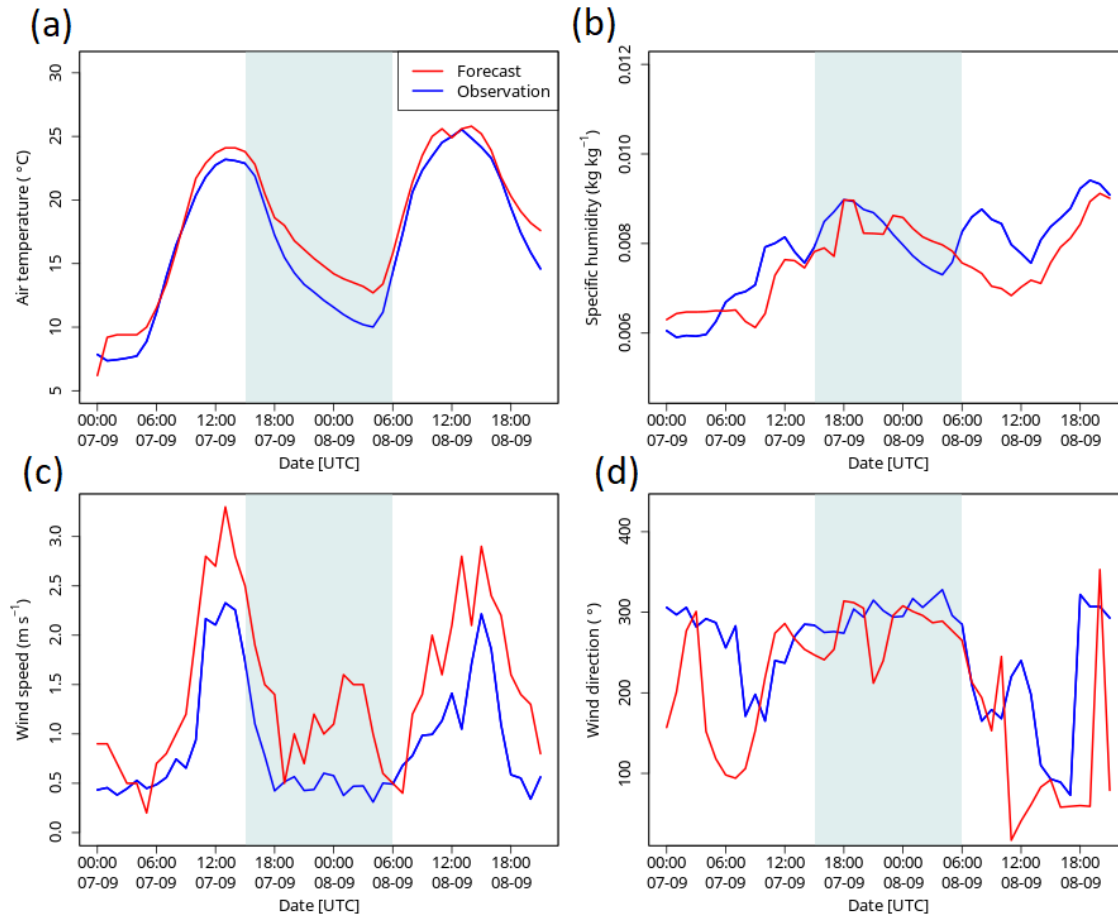 (a)
Forecast
Observation
Air temperature ( °C)
30
25
20
15
10
5
00:00 06:00 12:00 18:00 00:00 06:00 12:00 18:00
07-09 07-09 07-09 07-09 08-09 08-09 08-09 08-09
Date [UTC]
(b)
Specific humidity (kg kg⁻¹)
0.012
0.010
0.008
0.006
00:00 06:00 12:00 18:00 00:00 06:00 12:00 18:00
07-09 07-09 07-09 07-09 08-09 08-09 08-09 08-09
Date [UTC]
(c)
Wind speed (m s⁻¹)
3.0
2.5
2.0
1.5
1.0
0.5
0.0
00:00 06:00 12:00 18:00 00:00 06:00 12:00 18:00
07-09 07-09 07-09 07-09 08-09 08-09 08-09 08-09
Date [UTC]
(d)
Wind direction ( °)
400
300
200
100
00:00 06:00 12:00 18:00 00:00 06:00 12:00 18:00
07-09 07-09 07-09 07-09 08-09 08-09 08-09 08-09
Date [UTC]